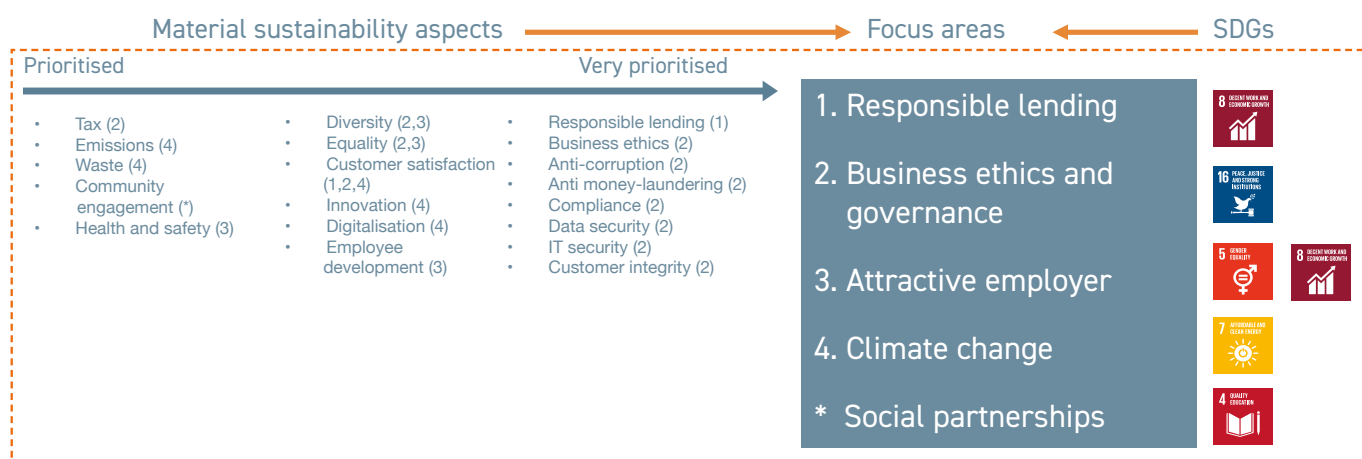 Material sustainability aspects
Focus areas
SDGs
Prioritised
Very prioritised
• Tax (2)
• Emissions (4)
• Waste (4)
• Community
engagement (*)
• Health and safety (3)
• Diversity (2,3)
• Equality (2,3)
• Customer satisfaction
(1,2,4)
• Innovation (4)
• Digitalisation (4)
• Employee
development (3)
• Responsible lending (1)
• Business ethics (2)
• Anti-corruption (2)
• Anti money-laundering (2)
• Compliance (2)
• Data security (2)
• IT security (2)
• Customer integrity (2)
1. Responsible lending
2. Business ethics and
governance
3. Attractive employer
4. Climate change
* Social partnerships
8 DECENT WORK AND
ECONOMIC GROWTH
16 PEACE, JUSTICE
AND STRONG
INSTITUTIONS
5 GENDER
EQUALITY
8 DECENT WORK AND
ECONOMIC GROWTH
7 AFFORDABLE AND
CLEAN ENERGY
4 QUALITY
EDUCATION